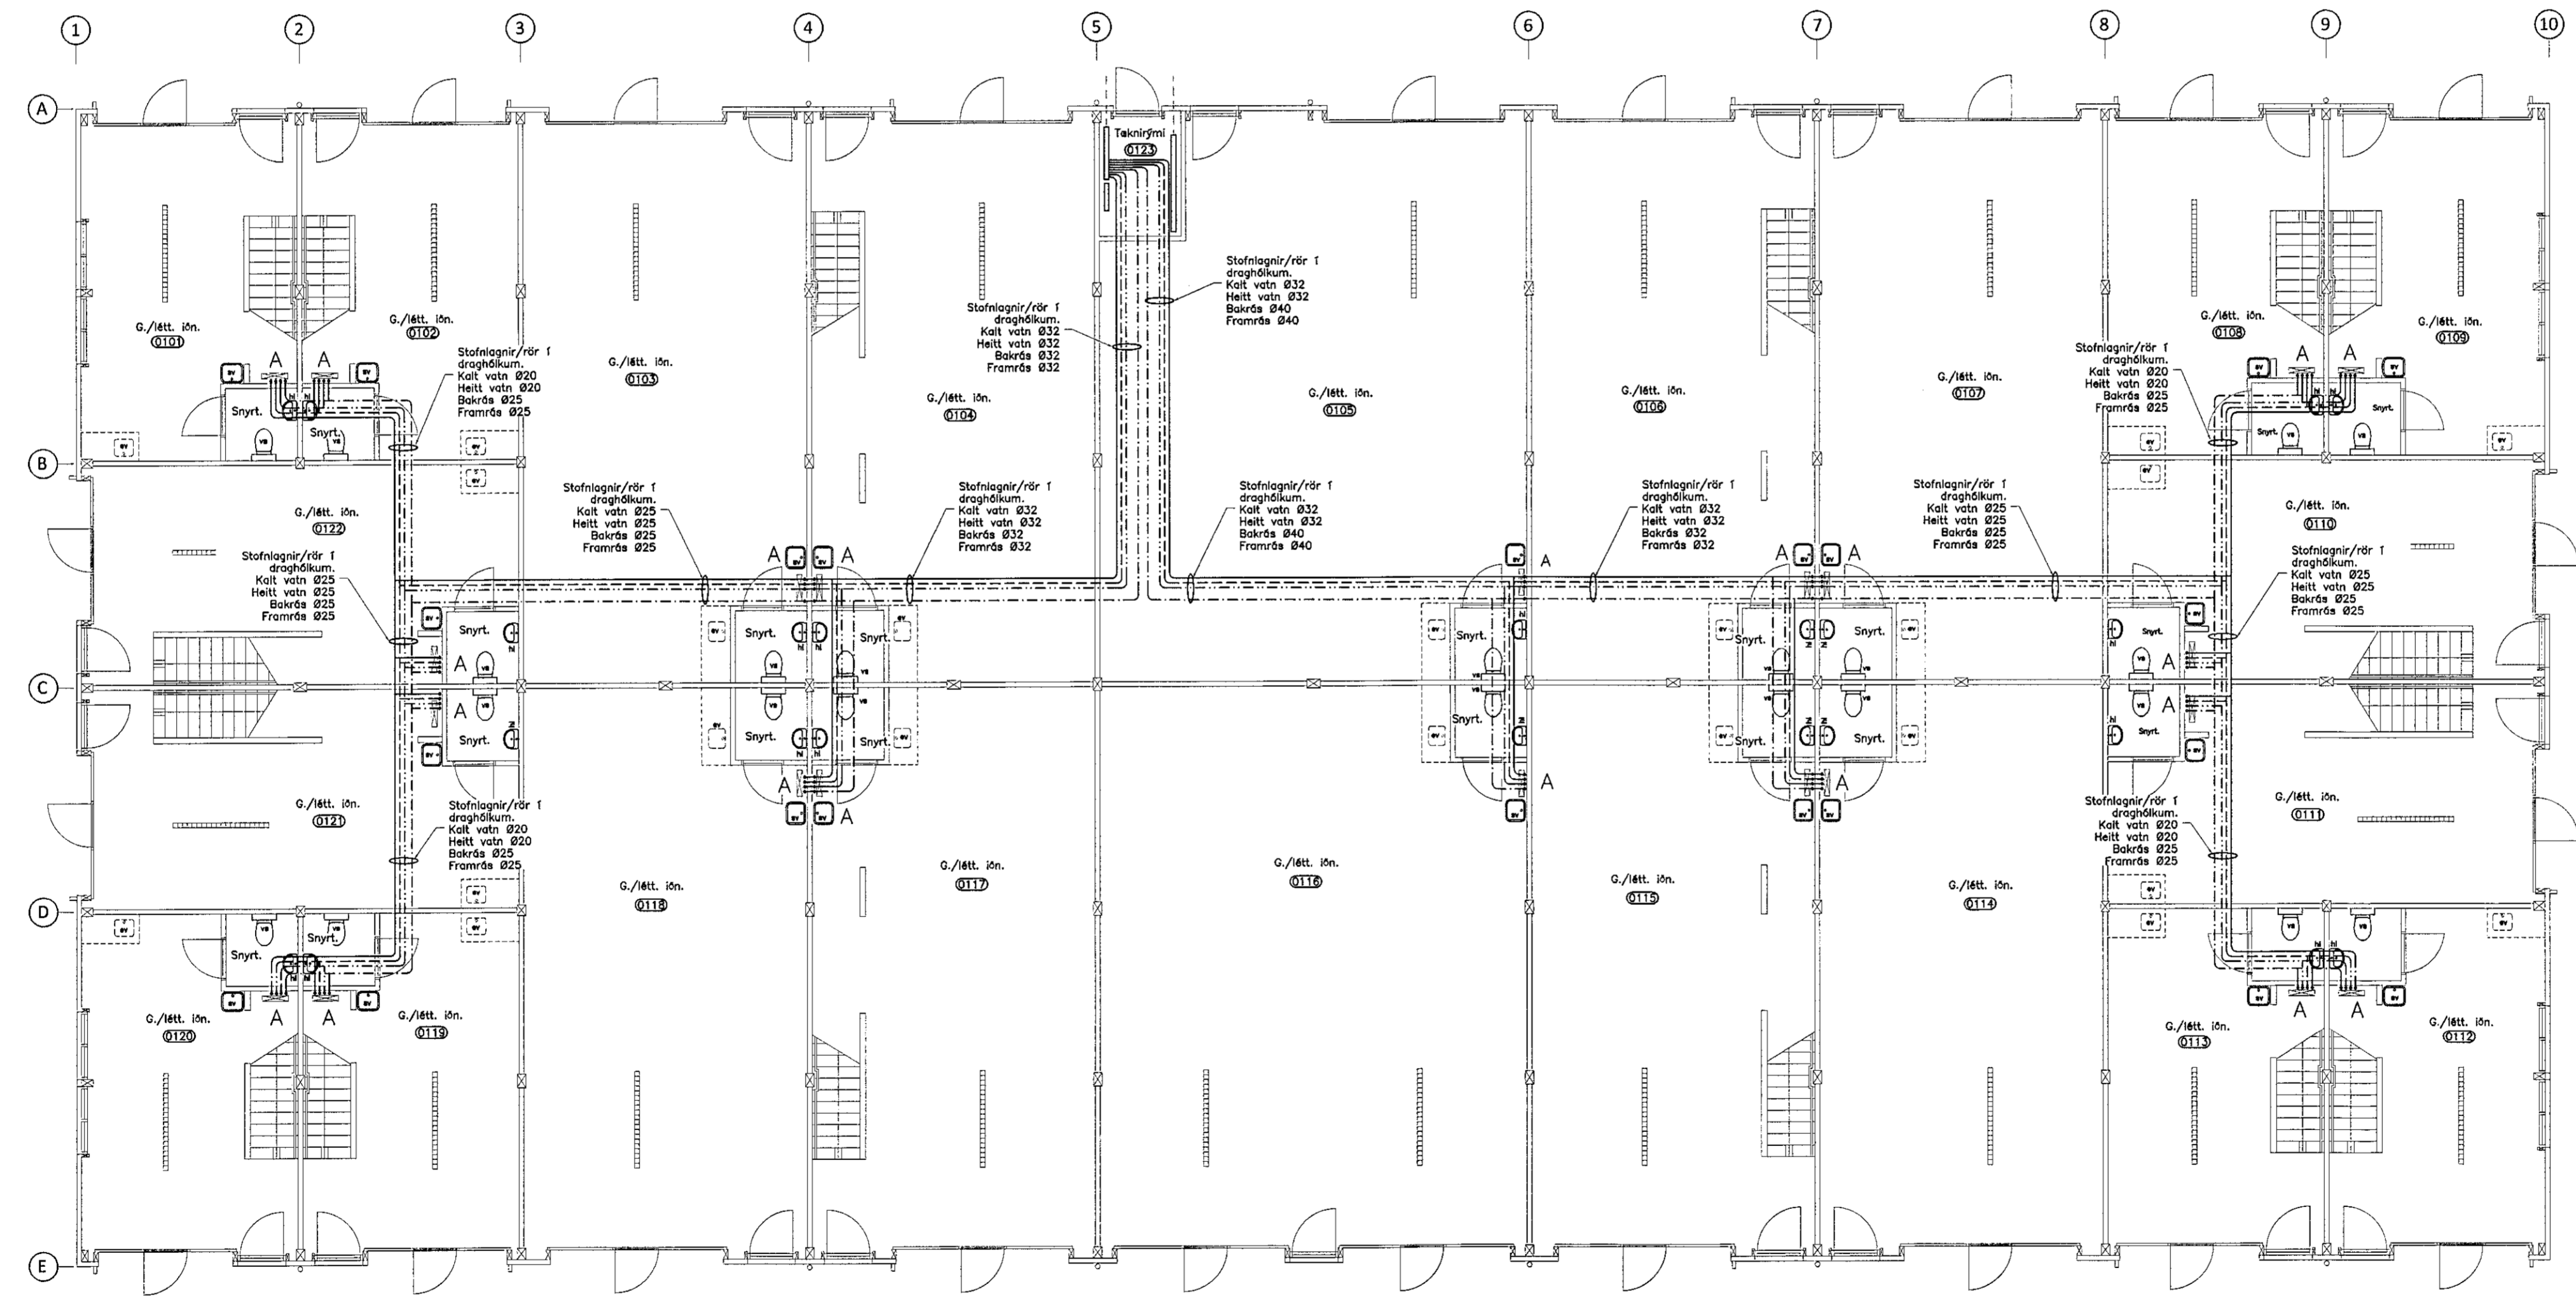 1
2
3
4
5
6
7
8
9
10
A
Teknirými
0123
Stofnlagnir/rör í
draghólkum.
Kalt vatn Ø32
Heitt vatn Ø32
Bakrás Ø40
Framrás Ø40
Stofnlagnir/rör í
draghólkum.
Kalt vatn Ø32
Heitt vatn Ø32
Bakrás Ø32
Framrás Ø32
G./létt. iðn.
0101
G./létt. iðn.
0102
G./létt. iðn.
0103
G./létt. iðn.
0104
G./létt. iðn.
0105
G./létt. iðn.
0106
G./létt. iðn.
0107
G./létt. iðn.
0108
G./létt. iðn.
0109
Stofnlagnir/rör í
draghólkum.
Kalt vatn Ø20
Heitt vatn Ø20
Bakrás Ø25
Framrás Ø25
Stofnlagnir/rör í
draghólkum.
Kalt vatn Ø20
Heitt vatn Ø20
Bakrás Ø25
Framrás Ø25
A
A
A
A
Snyrt.
Snyrt.
Snyrt.
Snyrt.
B
G./létt. iðn.
0122
Stofnlagnir/rör í
draghólkum.
Kalt vatn Ø25
Heitt vatn Ø25
Bakrás Ø25
Framrás Ø25
Stofnlagnir/rör í
draghólkum.
Kalt vatn Ø25
Heitt vatn Ø25
Bakrás Ø25
Framrás Ø25
Stofnlagnir/rör í
draghólkum.
Kalt vatn Ø32
Heitt vatn Ø32
Bakrás Ø32
Framrás Ø32
Stofnlagnir/rör í
draghólkum.
Kalt vatn Ø32
Heitt vatn Ø32
Bakrás Ø40
Framrás Ø40
Stofnlagnir/rör í
draghólkum.
Kalt vatn Ø32
Heitt vatn Ø32
Bakrás Ø32
Framrás Ø32
Stofnlagnir/rör í
draghólkum.
Kalt vatn Ø25
Heitt vatn Ø25
Bakrás Ø25
Framrás Ø25
G./létt. iðn.
0110
Stofnlagnir/rör í
draghólkum.
Kalt vatn Ø25
Heitt vatn Ø25
Bakrás Ø25
Framrás Ø25
A
A
A
A
A
Snyrt.
Snyrt.
Snyrt.
Snyrt.
Snyrt.
Snyrt.
Snyrt.
A
A
C
A
A
Snyrt.
Snyrt.
Snyrt.
Snyrt.
Snyrt.
Snyrt.
Snyrt.
A
A
A
A
G./létt. iðn.
0121
Stofnlagnir/rör í
draghólkum.
Kalt vatn Ø20
Heitt vatn Ø20
Bakrás Ø25
Framrás Ø25
Stofnlagnir/rör í
draghólkum.
Kalt vatn Ø20
Heitt vatn Ø20
Bakrás Ø25
Framrás Ø25
G./létt. iðn.
0111
G./létt. iðn.
0118
G./létt. iðn.
0117
G./létt. iðn.
0116
G./létt. iðn.
0115
G./létt. iðn.
0114
D
Snyrt.
Snyrt.
A
A
A
A
G./létt. iðn.
0120
G./létt. iðn.
0119
G./létt. iðn.
0113
G./létt. iðn.
0112
E